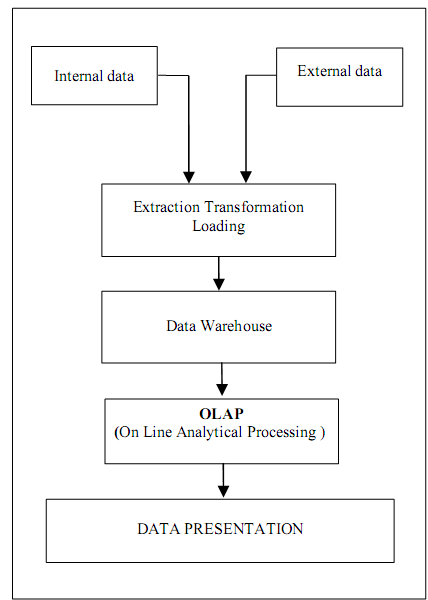 Internal data
External data
Extraction Transformation
Loading
Data Warehouse
OLAP
(On Line Analytical Processing )
DATA PRESENTATION